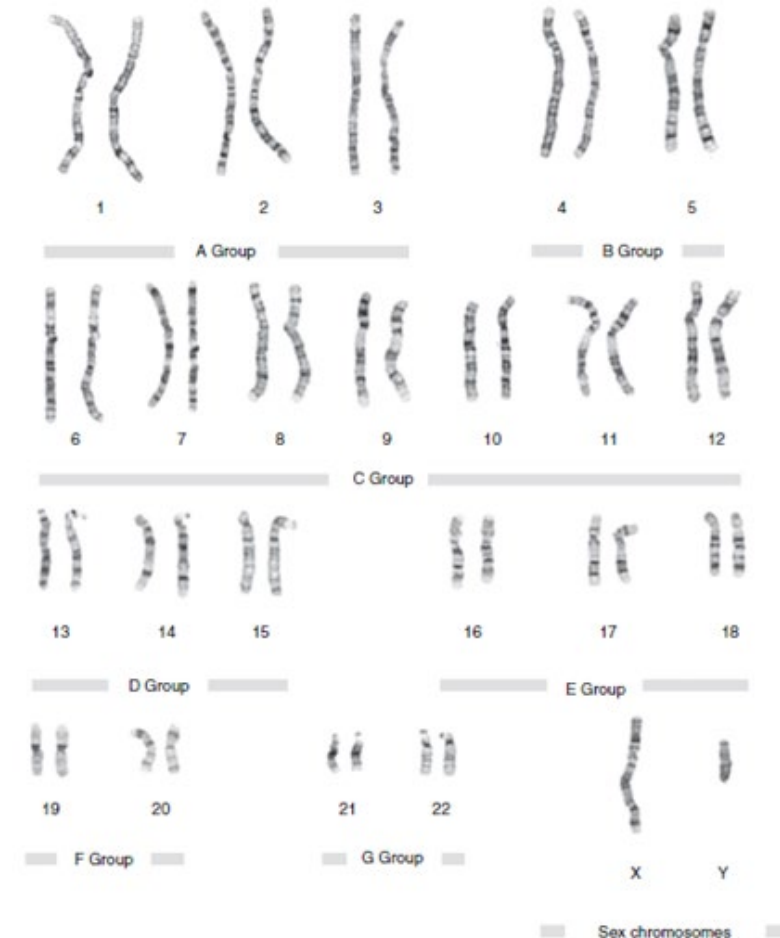 1 2 3 4 5
A Group B Group
6 7 8 9 10 11 12
C Group
13 14 15 16 17 18
D Group E Group
19 20 21 22
F Group G Group
X Y
Sex chromosomes